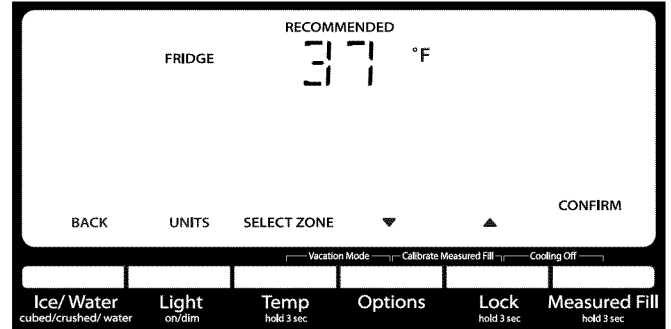 RECOMMENDED
FRIDGE 37 °F
CONFIRM
BACK UNITS SELECT ZONE ▼ ▲
Vacation Mode Calibrate Measured Fill Cooling Off
Ice/ Water Light Temp Options Lock Measured Fill
cubed/crushed/ water on/dim hold 3 sec hold 3 sec hold 3 sec